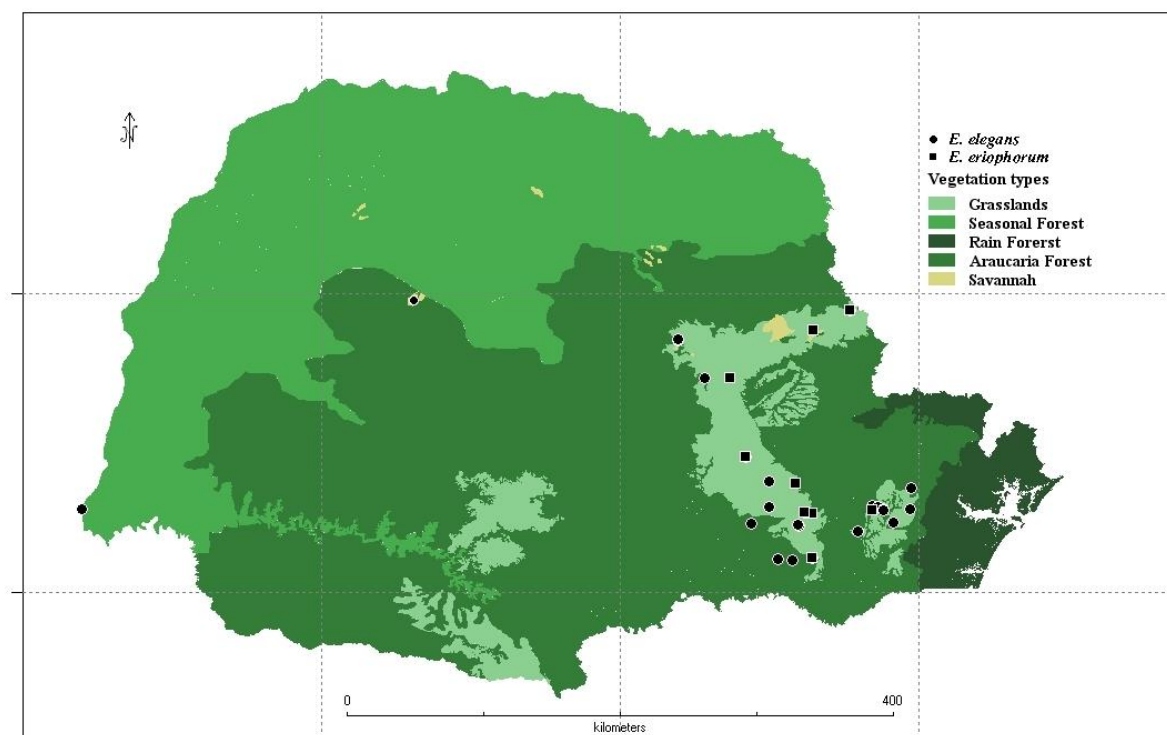 N
E. elegans
E. eriophorum
Vegetation types
Grasslands
Seasonal Forest
Rain Forerst
Araucaria Forest
Savannah
0 400
kilometers